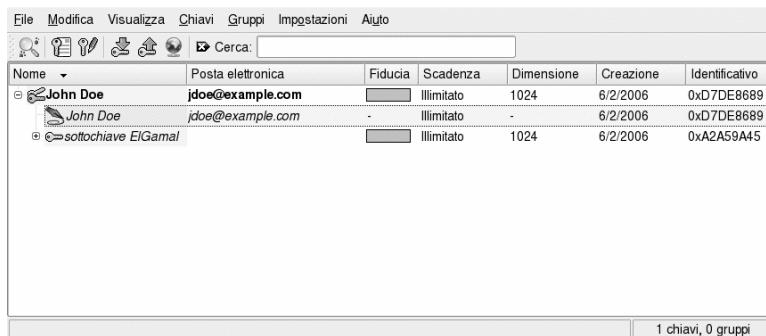 File Modifica Visualizza Chiavi Gruppi Impostazioni Aiuto
Cerca:
Nome Posta elettronica Fiducia Scadenza Dimensione Creazione Identificativo
John Doe jdoe@example.com Illimitato 1024 6/2/2006 0xD7DE8689
John Doe jdoe@example.com - Illimitato - 6/2/2006 0xD7DE8689
sottochiave ElGamal Illimitato 1024 6/2/2006 0xA2A59A45
1 chiavi, 0 gruppi